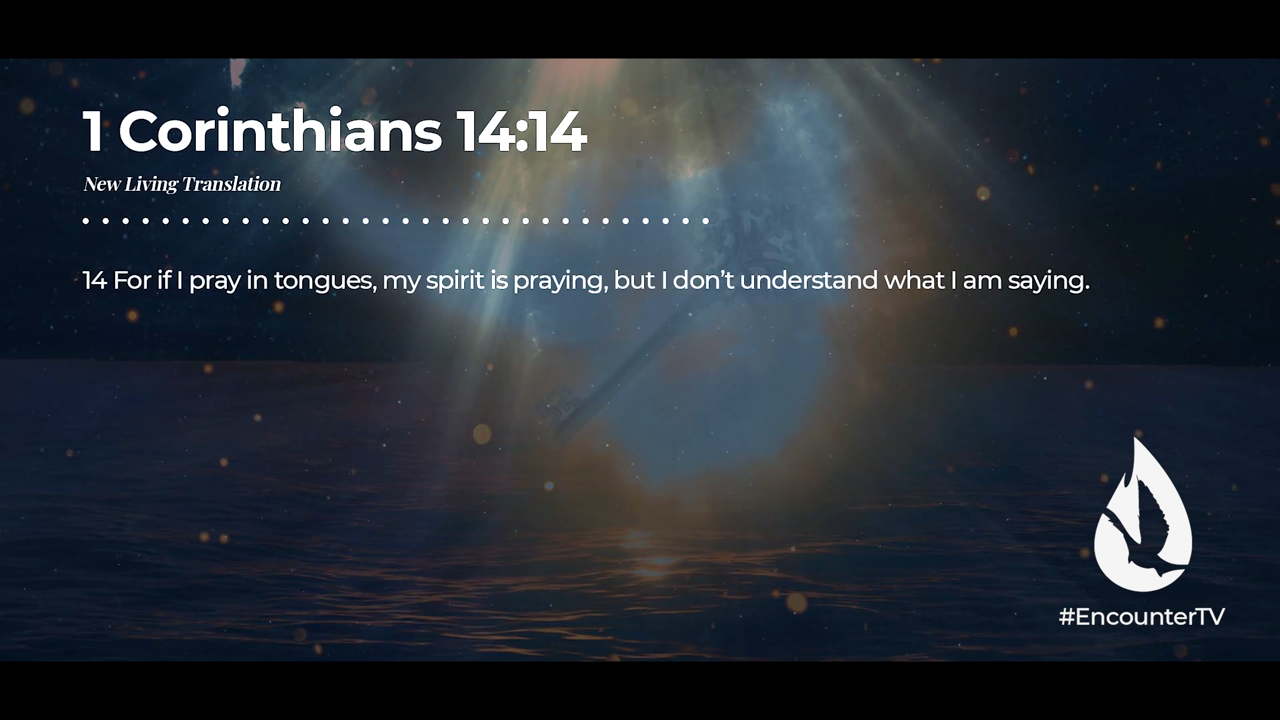 1 Corinthians 14:14
New Living Translation
14 For if I pray in tongues, my spirit is praying, but I don’t understand what I am saying.
#EncounterTV